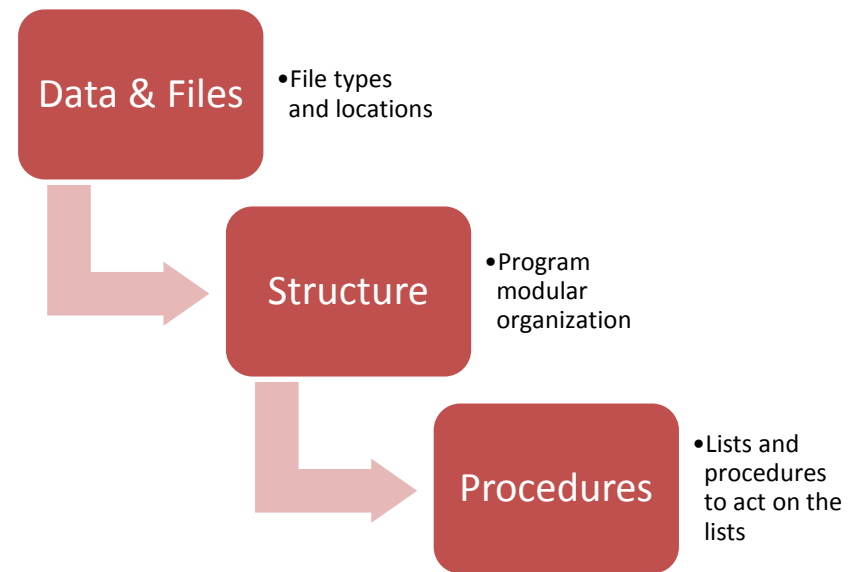 Data & Files
•File types
and locations
Structure
•Program
modular
organization
Procedures
•Lists and
procedures
to act on the
lists